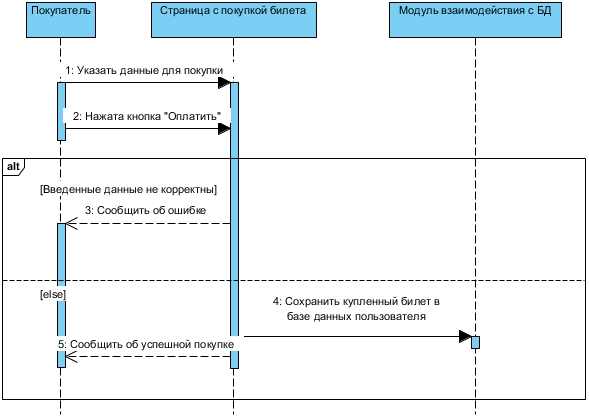 Покупатель
Страница с покупкой билета
Модуль взаимодействия с БД
1: Указать данные для покупки
2: Нажата кнопка "Оплатить"
alt
[Введенные данные не корректны]
3: Сообщить об ошибке
[else]
4: Сохранить купленный билет в
базе данных пользователя
5: Сообщить об успешной покупке